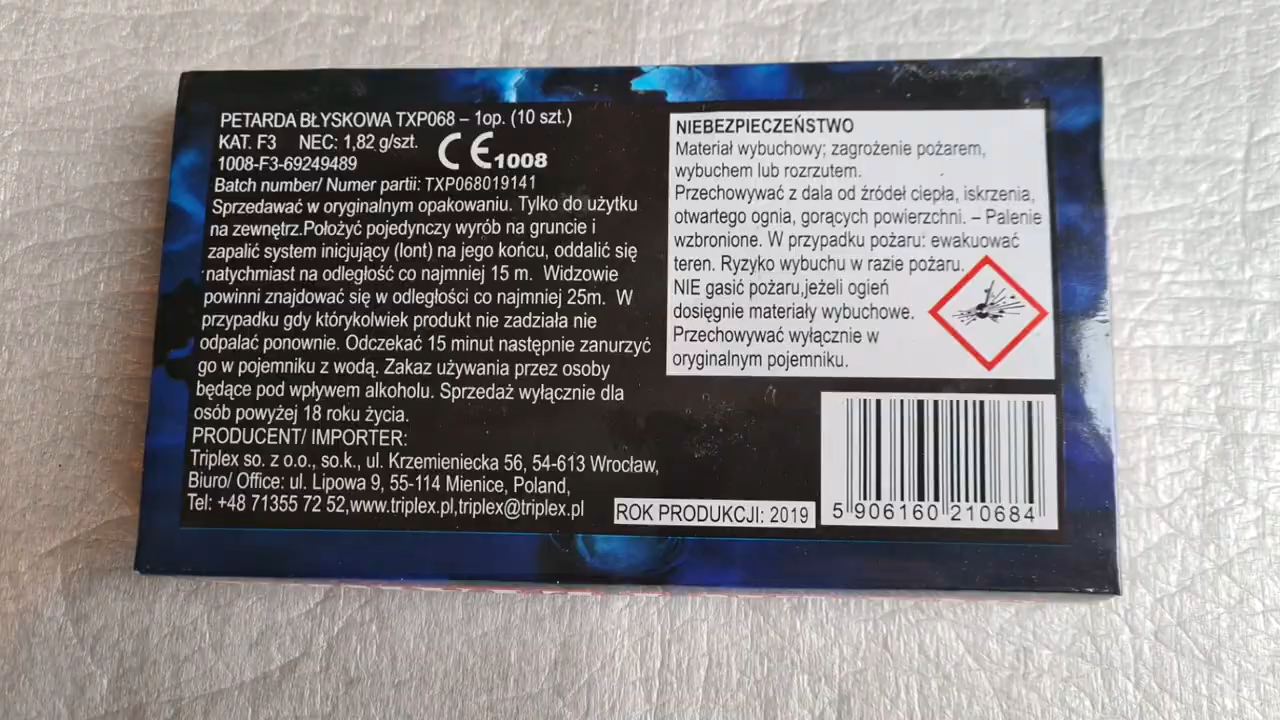 PETARDA BŁYSKOWA TXP068 – 1op. (10 szt.)
KAT. F3 NEC: 1,82 g/szt.
1008-F3-69249489
CE 1008
Batch number/ Numer partii: TXP068019141
Sprzedawać w oryginalnym opakowaniu. Tylko do użytku
na zewnętrz.Położyć pojedynczy wyrób na gruncie i
zapalić system inicjujący (lont) na jego końcu, oddalić się
natychmiast na odległość co najmniej 15 m. Widzowie
powinni znajdować się w odległości co najmniej 25m. W
przypadku gdy którykolwiek produkt nie zadziała nie
odpalać ponownie. Odczekać 15 minut następnie zanurzyć
go w pojemniku z wodą. Zakaz używania przez osoby
będące pod wpływem alkoholu. Sprzedaż wyłącznie dla
osób powyżej 18 roku życia.
PRODUCENT/ IMPORTER:
Triplex so. z o.o., so.k., ul. Krzemieniecka 56, 54-613 Wrocław,
Biuro/ Office: ul. Lipowa 9, 55-114 Mienice, Poland,
Tel: +48 71355 72 52,www.triplex.pl,triplex@triplex.pl
NIEBEZPIECZEŃSTWO
Materiał wybuchowy; zagrożenie pożarem,
wybuchem lub rozrzutem.
Przechowywać z dala od źródeł ciepła, iskrzenia,
otwartego ognia, gorących powierzchni. – Palenie
wzbronione. W przypadku pożaru: ewakuować
teren. Ryzyko wybuchu w razie pożaru.
NIE gasić pożaru,jeżeli ogień
dosięgnie materiały wybuchowe.
Przechowywać wyłącznie w
oryginalnym pojemniku.
ROK PRODUKCJI: 2019
5 906160 210684